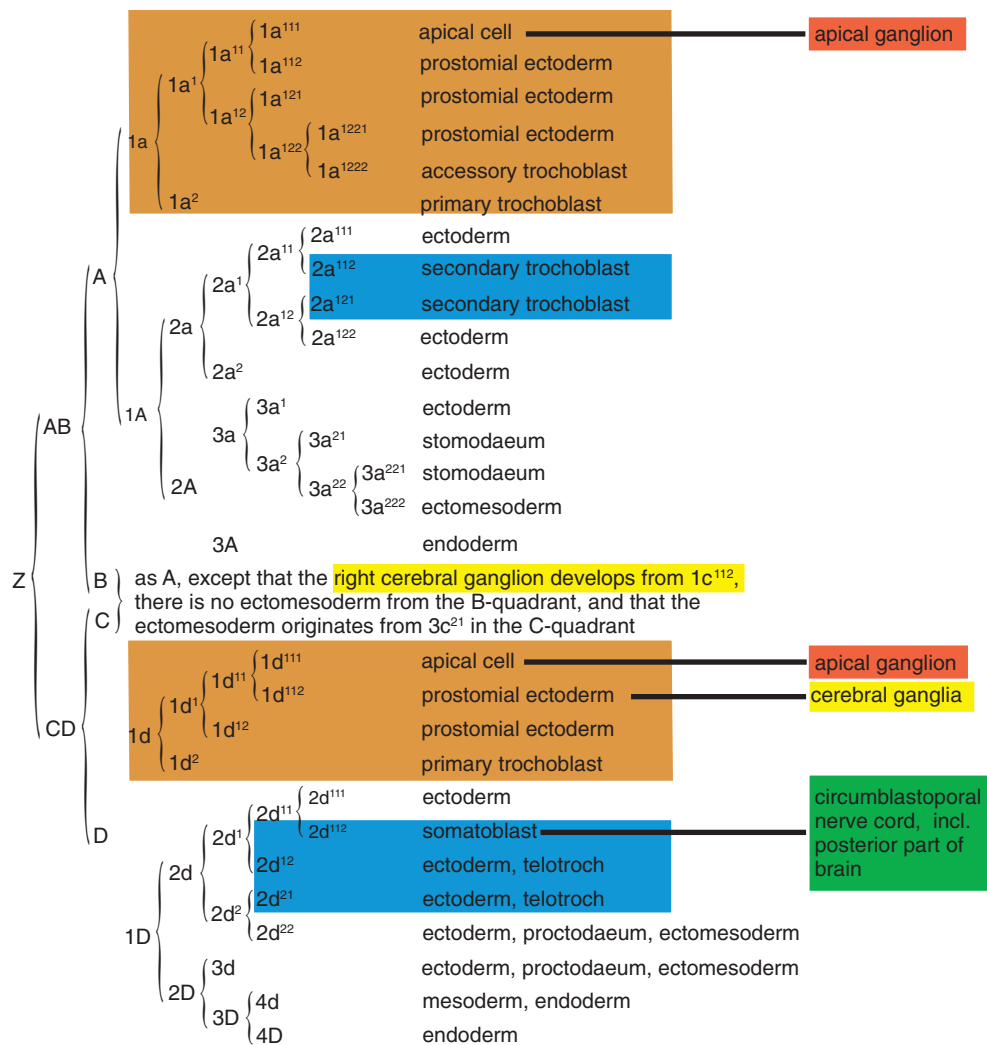 1a¹¹¹ apical cell apical ganglion
1a¹¹
1a¹¹² prostomial ectoderm
1a¹
1a¹²¹ prostomial ectoderm
1a¹²
1a¹²²¹ prostomial ectoderm
1a
1a¹²²
1a¹²²² accessory trochoblast
1a² primary trochoblast
2a¹¹¹ ectoderm
2a¹¹
2a¹¹² secondary trochoblast
A
2a¹
2a¹²¹ secondary trochoblast
2a¹²
2a
2a¹²² ectoderm
2a² ectoderm
3a¹ ectoderm
1A
AB
3a
3a²¹ stomodaeum
3a²
3a²²¹ stomodaeum
3a²²
2A
3a²²² ectomesoderm
3A endoderm
Z
B as A, except that the right cerebral ganglion develops from 1c¹¹²,
there is no ectomesoderm from the B-quadrant, and that the
C
ectomesoderm originates from 3c²¹ in the C-quadrant
1d¹¹¹ apical cell apical ganglion
1d¹¹
1d¹¹² prostomial ectoderm cerebral ganglia
1d¹
CD
1d¹² prostomial ectoderm
1d
1d² primary trochoblast
2d¹¹¹ ectoderm
2d¹¹
circumblastoporal
nerve cord, incl.
posterior part of
brain
D
2d¹
2d¹¹² somatoblast
2d¹² ectoderm, telotroch
2d
2d²¹ ectoderm, telotroch
2d²
2d²² ectoderm, proctodaeum, ectomesoderm
1D
3d ectoderm, proctodaeum, ectomesoderm
2D
4d mesoderm, endoderm
3D
4D endoderm